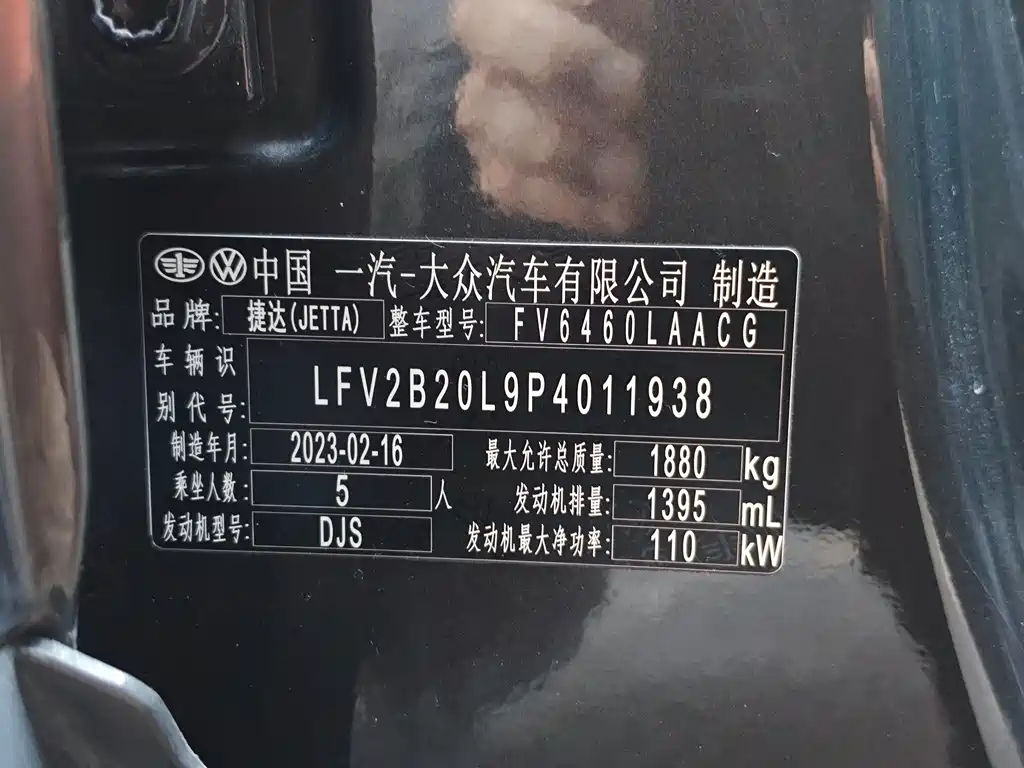 中国 一汽-大众汽车有限公司 制造
品牌: 捷达(JETTA) 整车型号: FV6460LAACG
车辆识别代号: LFV2B20L9P4011938
制造年月: 2023-02-16 最大允许总质量: 1880 kg
乘坐人数: 5 人 发动机排量: 1395 mL
发动机型号: DJS 发动机最大净功率: 110 kW